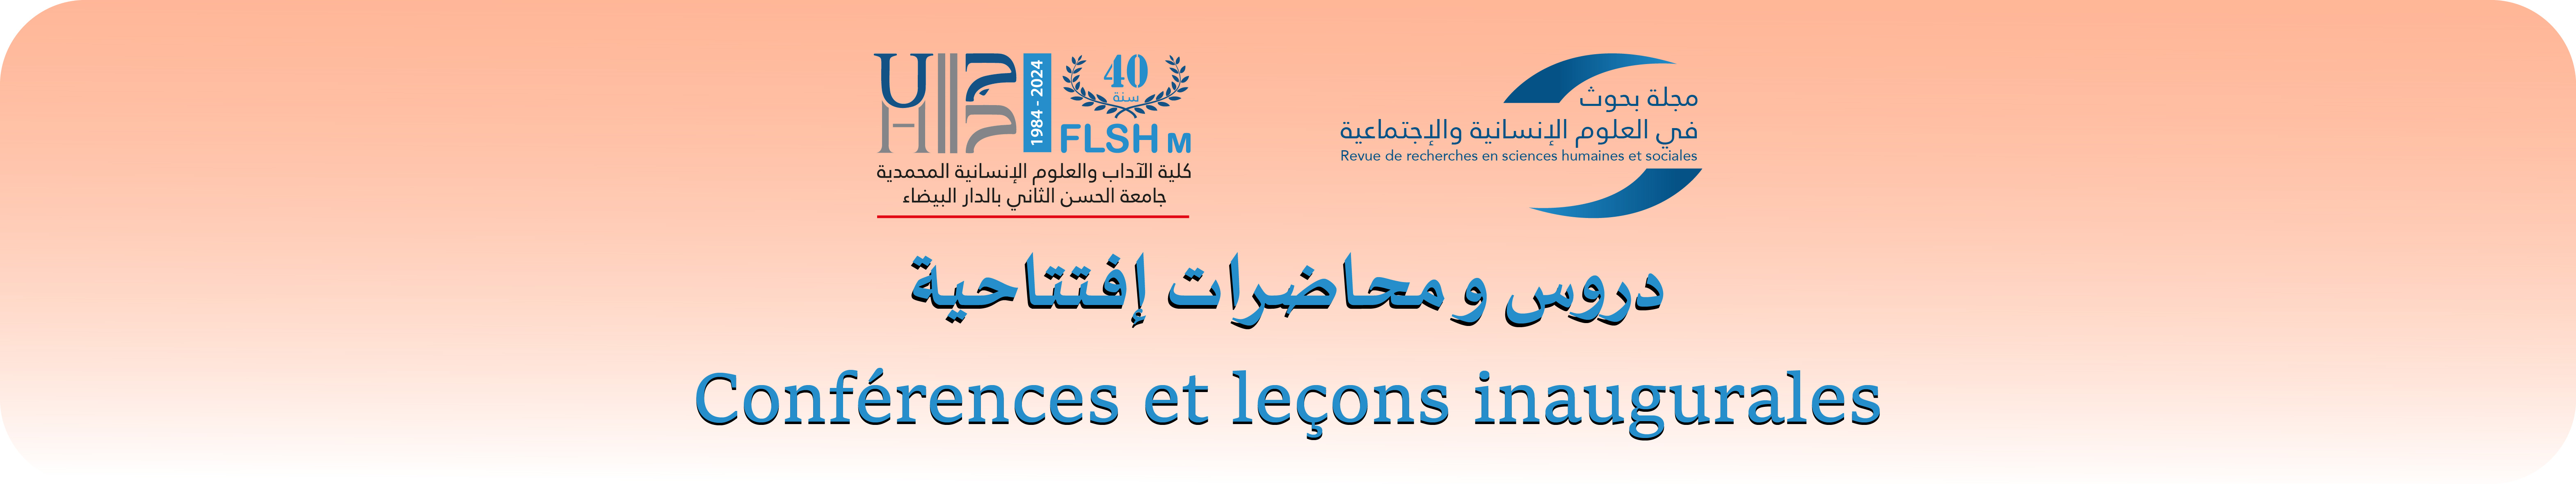 UH
ح ح
1984 - 2024
40
سنة
FLSH M
كلية الآداب والعلوم الإنسانية المحمدية
جامعة الحسن الثاني بالدار البيضاء
مجلة بحوث
في العلوم الإنسانية والإجتماعية
Revue de recherches en sciences humaines et sociales
دروس و محاضرات إفتتاحية
Conférences et leçons inaugurales